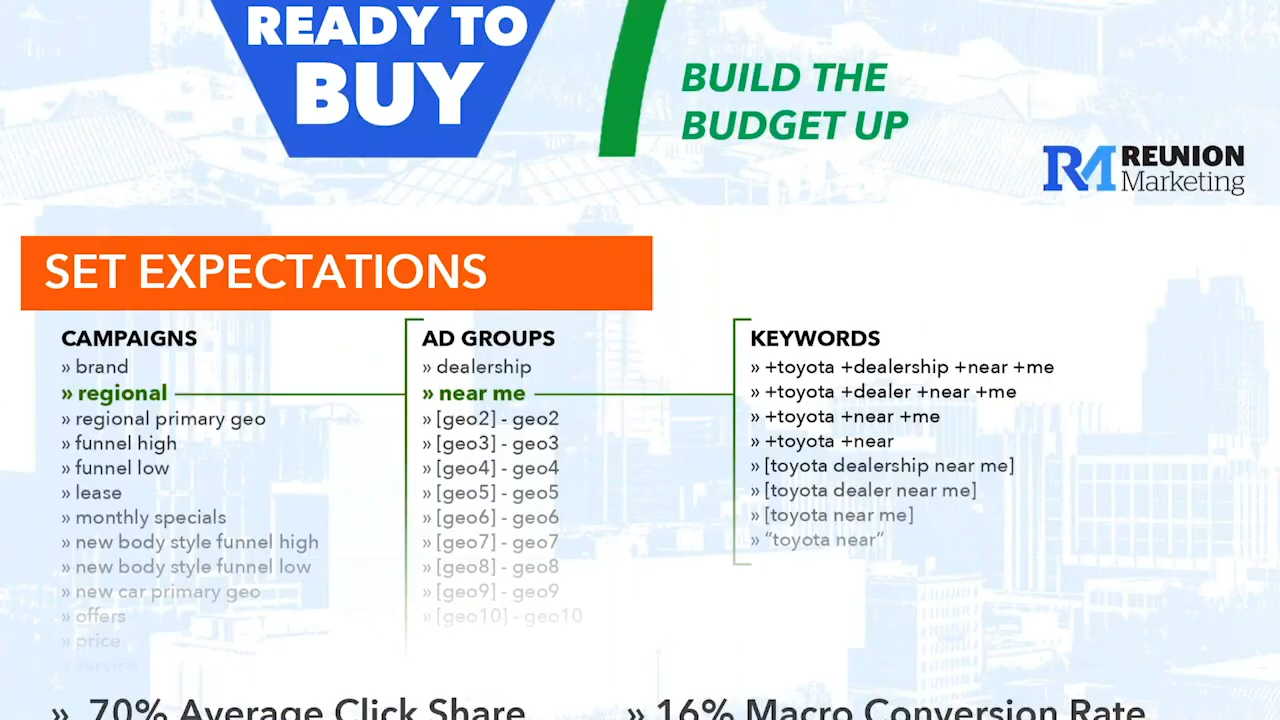 READY TO
BUY
BUILD THE
BUDGET UP
RM REUNION
Marketing
SET EXPECTATIONS
CAMPAIGNS
» brand
» regional
» regional primary geo
» funnel high
» funnel low
» lease
» monthly specials
» new body style funnel high
» new body style funnel low
» new car primary geo
» offers
» price
» service
AD GROUPS
» dealership
» near me
» [geo2] - geo2
» [geo3] - geo3
» [geo4] - geo4
» [geo5] - geo5
» [geo6] - geo6
» [geo7] - geo7
» [geo8] - geo8
» [geo9] - geo9
» [geo10] - geo10
KEYWORDS
» +toyota +dealership +near +me
» +toyota +dealer +near +me
» +toyota +near +me
» +toyota +near
» [toyota dealership near me]
» [toyota dealer near me]
» [toyota near me]
» “toyota near”
» 70% Average Click Share
» 16% Macro Conversion Rate